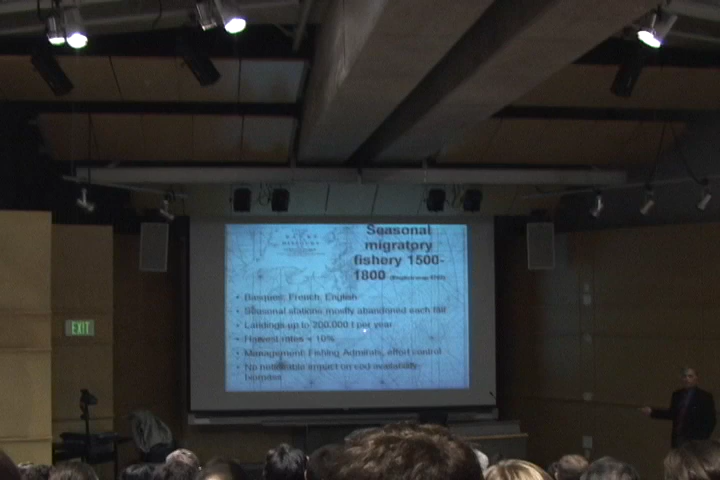 Seasonal
migratory
fishery 1500-
1800
• Basques, French, English
• Seasonal stations mostly abandoned each fall
• Landings up to 200,000 t per year
• Harvest rates < 10%
• Management: Fishing Admirals, effort control
• No noticeable impact on cod availability
biomass
EXIT